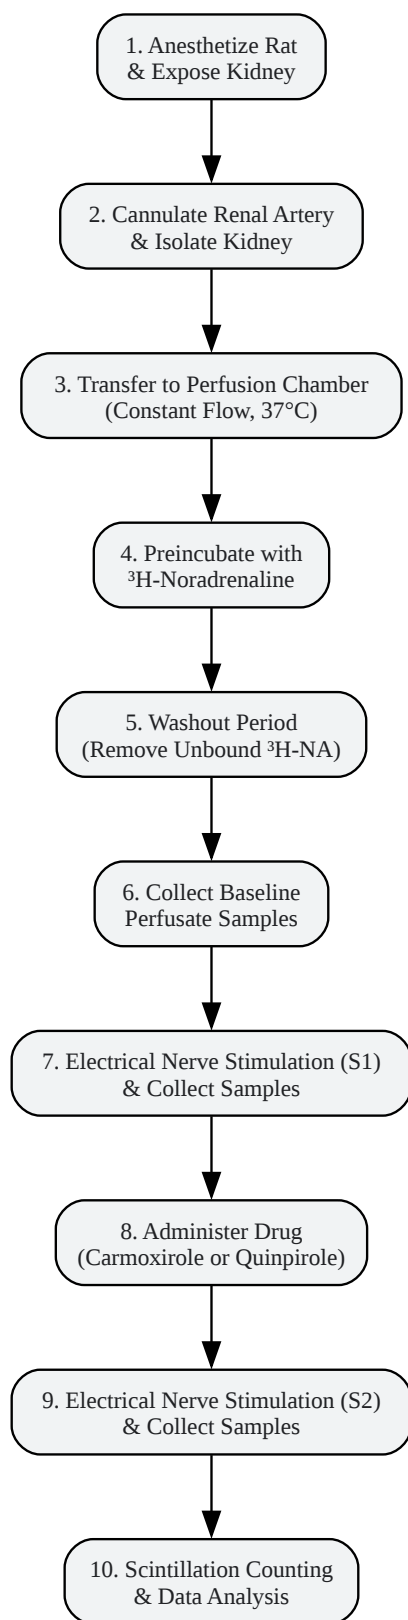 1. Anesthetize Rat
& Expose Kidney
2. Cannulate Renal Artery
& Isolate Kidney
3. Transfer to Perfusion Chamber
(Constant Flow, 37°C)
4. Preincubate with
³H-Noradrenaline
5. Washout Period
(Remove Unbound ³H-NA)
6. Collect Baseline
Perfusate Samples
7. Electrical Nerve Stimulation (S1)
& Collect Samples
8. Administer Drug
(Carmoxirole or Quinpirole)
9. Electrical Nerve Stimulation (S2)
& Collect Samples
10. Scintillation Counting
& Data Analysis